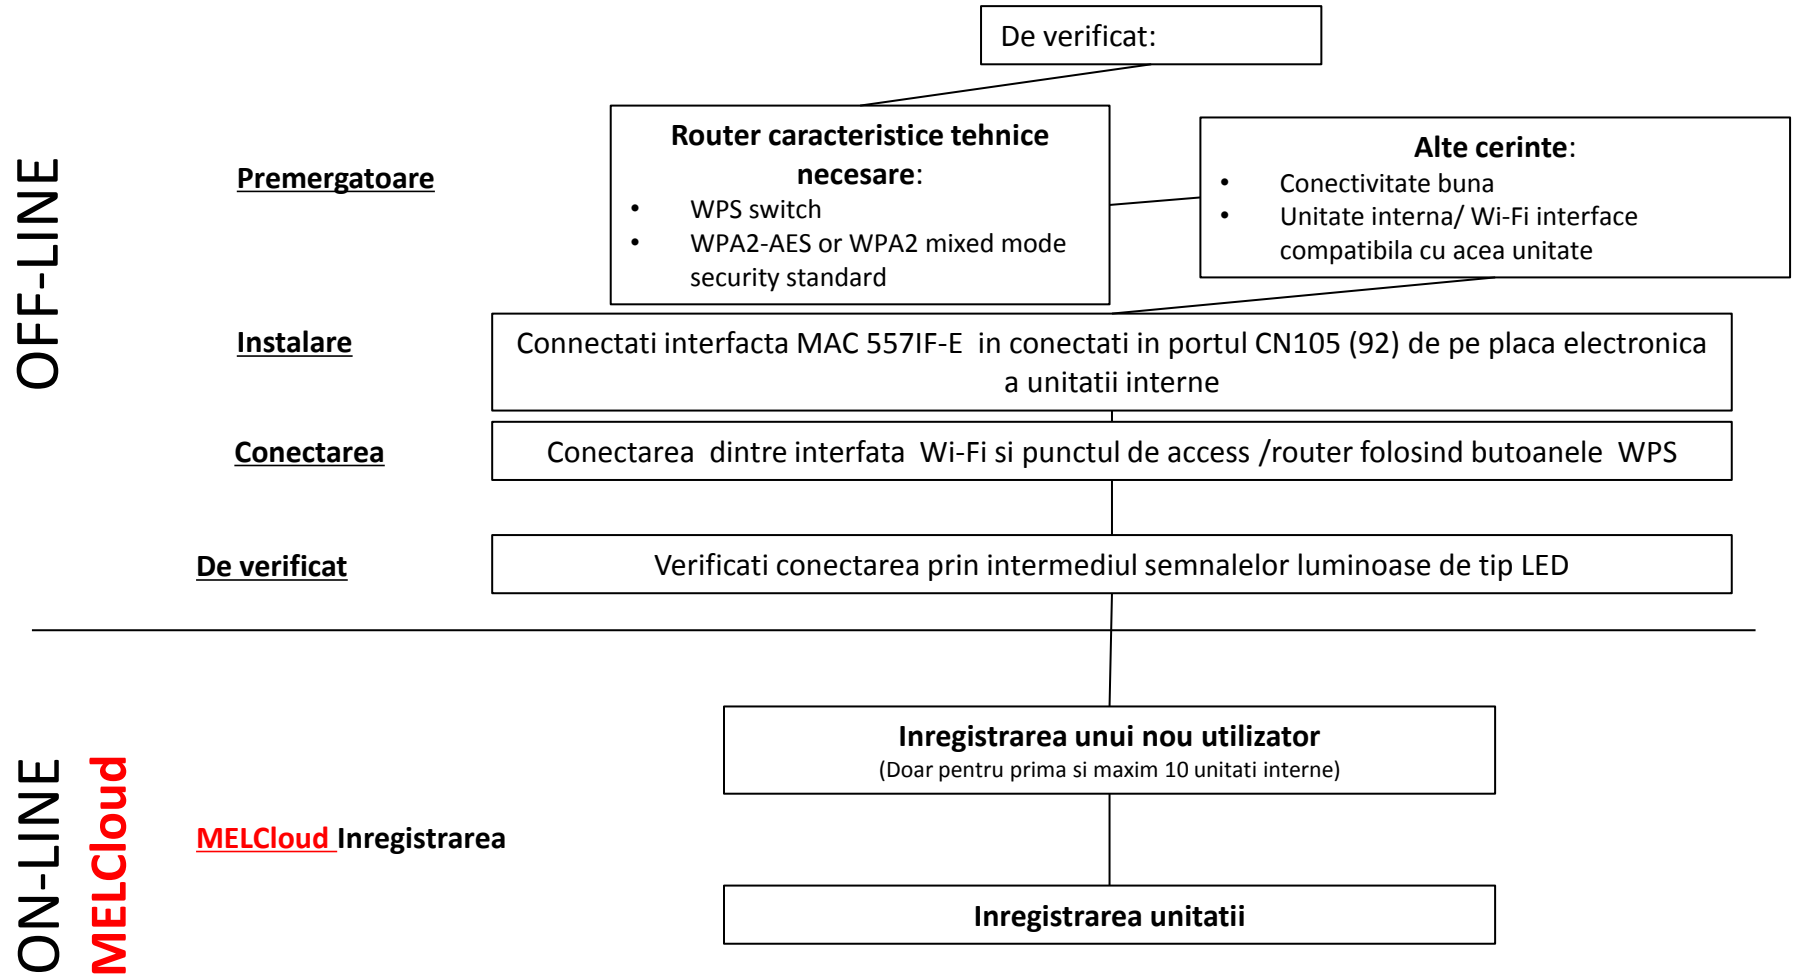 De verificat:
OFF-LINE
Premergatoare
Router caracteristice tehnice
necesare:
• WPS switch
• WPA2-AES or WPA2 mixed mode
security standard
Alte cerinte:
• Conectivitate buna
• Unitate interna/ Wi-Fi interface
compatibila cu acea unitate
Instalare
Connectati interfacta MAC 557IF-E in conectati in portul CN105 (92) de pe placa electronica
a unitatii interne
Conectarea
Conectarea dintre interfata Wi-Fi si punctul de access /router folosind butoanele WPS
De verificat
Verificati conectarea prin intermediul semnalelor luminoase de tip LED
ON-LINE
MELCloud
Inregistrarea unui nou utilizator
(Doar pentru prima si maxim 10 unitati interne)
MELCloud Inregistrarea
Inregistrarea unitatii